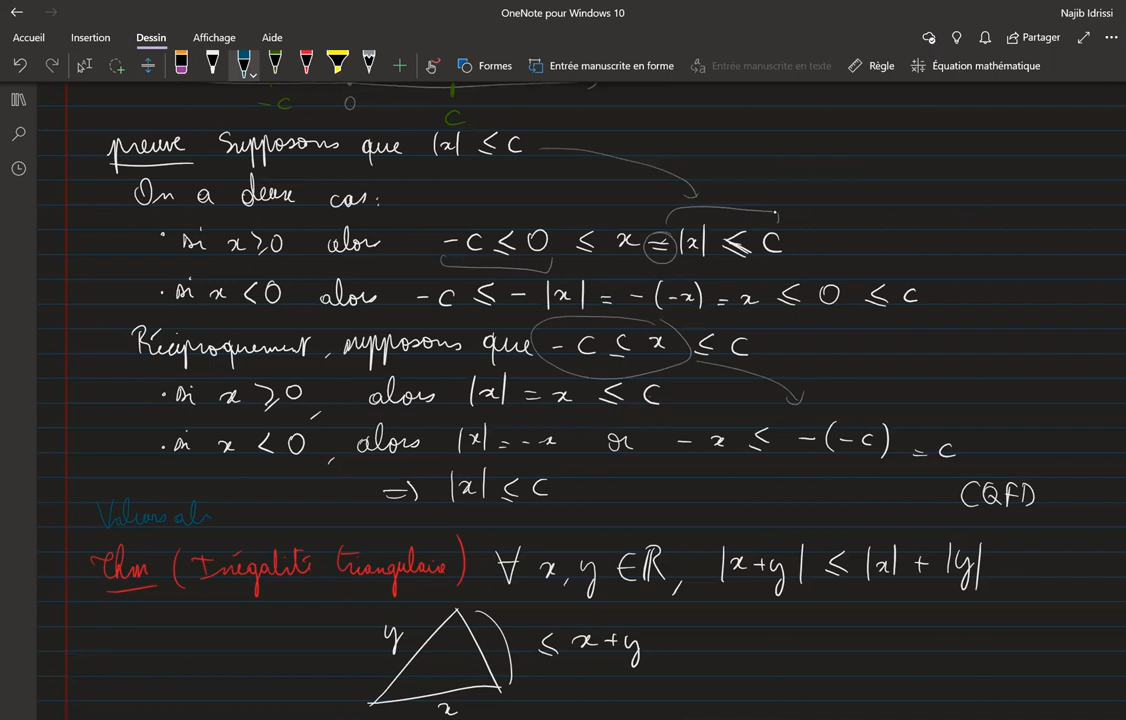 OneNote pour Windows 10
Najib Idrissi
Accueil Insertion Dessin Affichage Aide
Partager
Formes Entrée manuscrite en forme Entrée manuscrite en texte Règle Équation mathématique
-C 0 C
preuve Supposons que |x| ≤ C
On a deux cas:
• si x ≥ 0 alors -C ≤ 0 ≤ x = |x| ≤ C
• si x < 0 alors -C ≤ -|x| = -(-x) = x ≤ 0 ≤ C
Réciproquement, supposons que -C ≤ x ≤ C
• si x ≥ 0, alors |x| = x ≤ C
• si x < 0, alors |x| = -x or -x ≤ -(-C) = C
⇒ |x| ≤ C
CQFD
Thm (Inégalité triangulaire) ∀ x, y ∈ ℝ, |x+y| ≤ |x| + |y|
y ≤ x+y
x